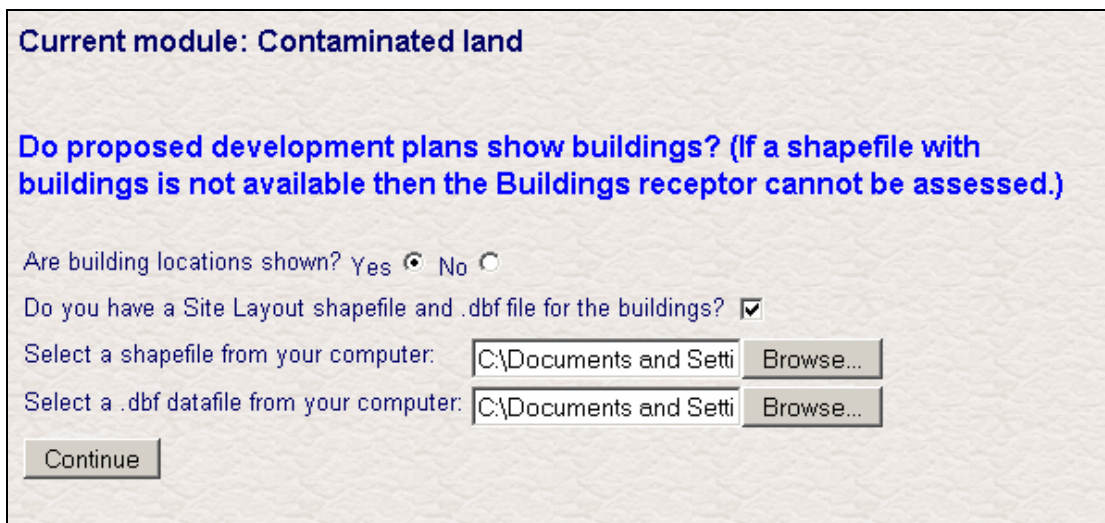 Current module: Contaminated land
Do proposed development plans show buildings? (If a shapefile with
buildings is not available then the Buildings receptor cannot be assessed.)
Are building locations shown? Yes No
Do you have a Site Layout shapefile and .dbf file for the buildings?
Select a shapefile from your computer: C:\Documents and Setti Browse...
Select a .dbf datafile from your computer: C:\Documents and Setti Browse...
Continue